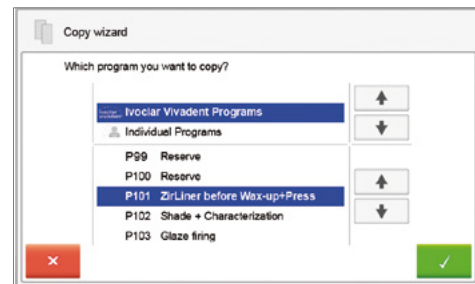 Copy wizard
Which program you want to copy?
Ivoclar Vivadent Programs
Individual Programs
P99 Reserve
P100 Reserve
P101 ZirLiner before Wax-up+Press
P102 Shade + Characterization
P103 Glaze firing